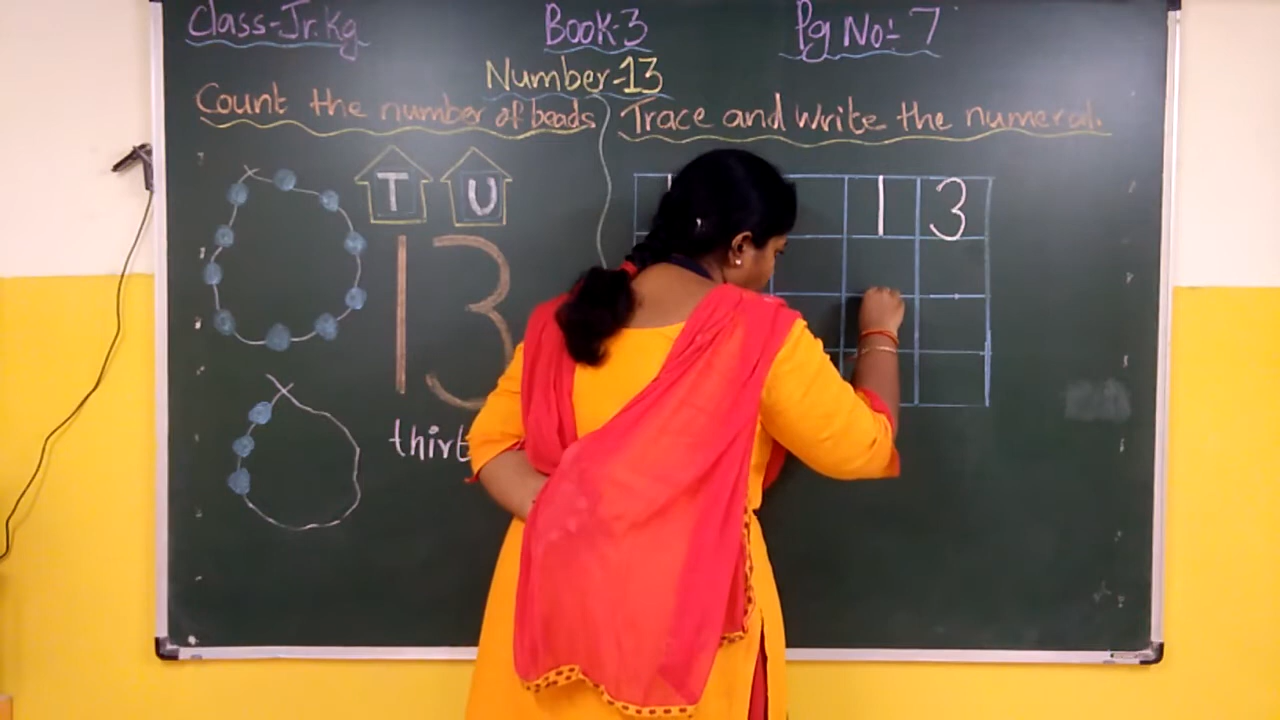 Class-Jr.Kg Book-3 Pg No:- 7
Number-13
Count the number of beads Trace and Write the numeral.
T U
1 3
13